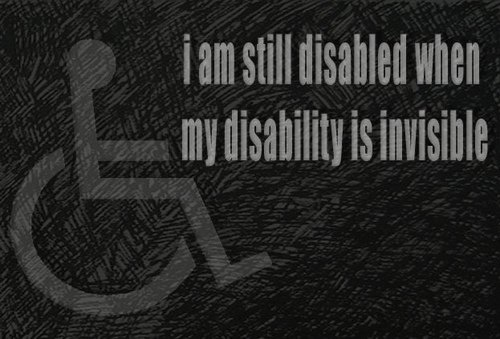 i am still disabled when
my disability is invisible